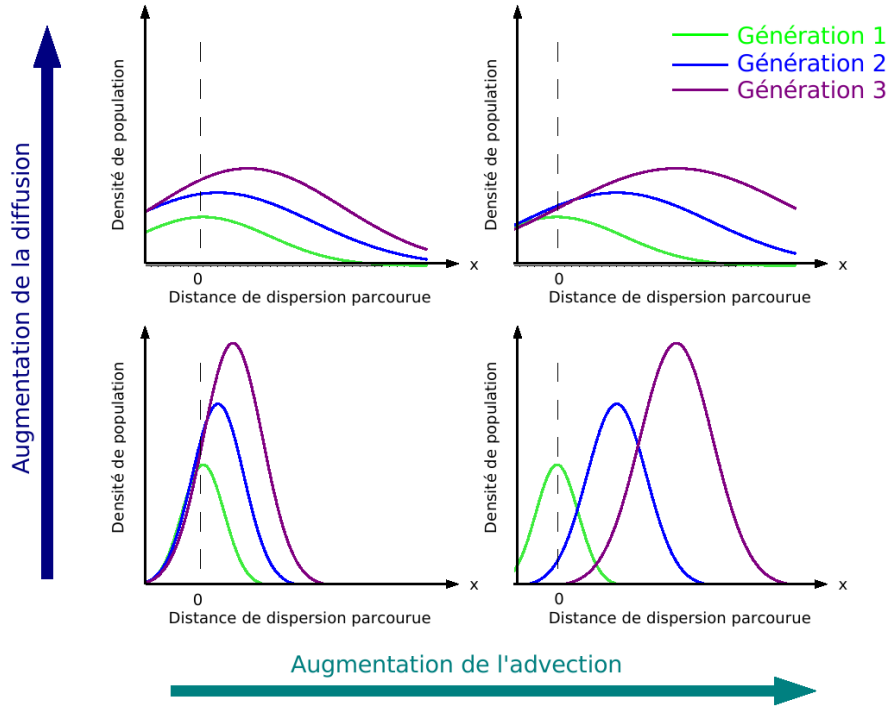 Génération 1
Génération 2
Génération 3
Augmentation de la diffusion
Densité de population
0
x
Distance de dispersion parcourue
Densité de population
0
x
Distance de dispersion parcourue
Densité de population
0
x
Distance de dispersion parcourue
Densité de population
0
x
Distance de dispersion parcourue
Augmentation de l'advection